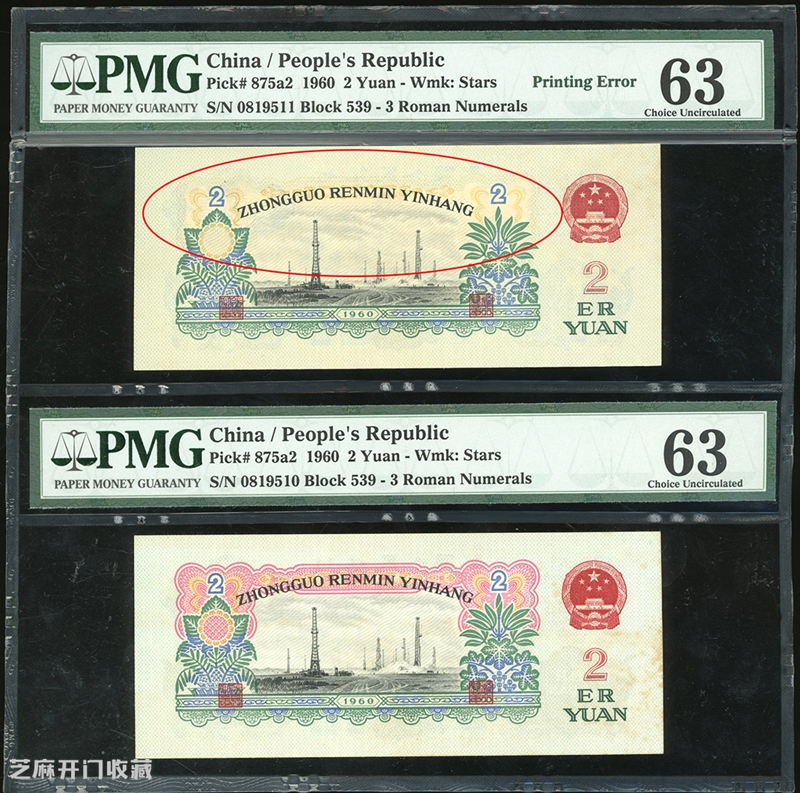 PMG
PAPER MONEY GUARANTY
China / People's Republic
Pick# 875a2 1960 2 Yuan - Wmk: Stars
S/N 0819511 Block 539 - 3 Roman Numerals
Printing Error
63
Choice Uncirculated
2
ZHONGGUO RENMIN YINHANG
2
1960
2
ER
YUAN
PMG
PAPER MONEY GUARANTY
China / People's Republic
Pick# 875a2 1960 2 Yuan - Wmk: Stars
S/N 0819510 Block 539 - 3 Roman Numerals
63
Choice Uncirculated
2
ZHONGGUO RENMIN YINHANG
2
1960
2
ER
YUAN
芝麻开门收藏